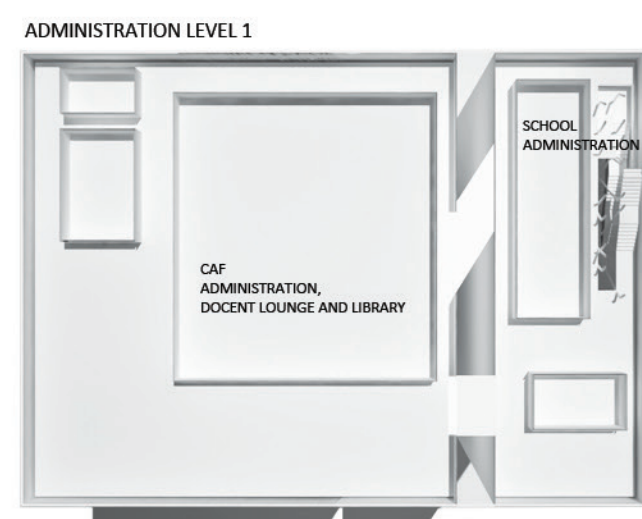 ADMINISTRATION LEVEL 1
SCHOOL
ADMINISTRATION
CAF
ADMINISTRATION,
DOCENT LOUNGE AND LIBRARY